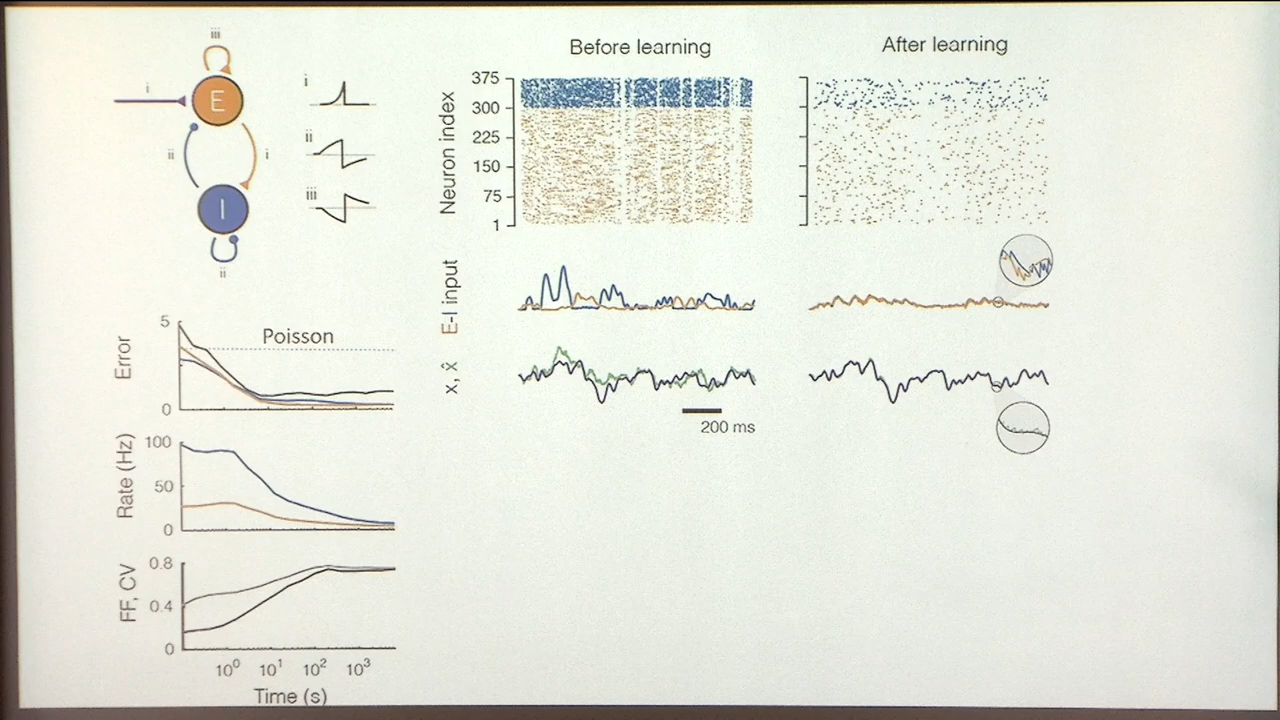 iii
i
E
ii
i
I
ii
i
ii
iii
Before learning
After learning
Neuron index
375
300
225
150
75
1
E-I input
x, x̂
200 ms
Error
5
0
Poisson
Rate (Hz)
100
50
0
FF, CV
0.8
0.4
0
10⁰
10¹
10²
10³
Time (s)